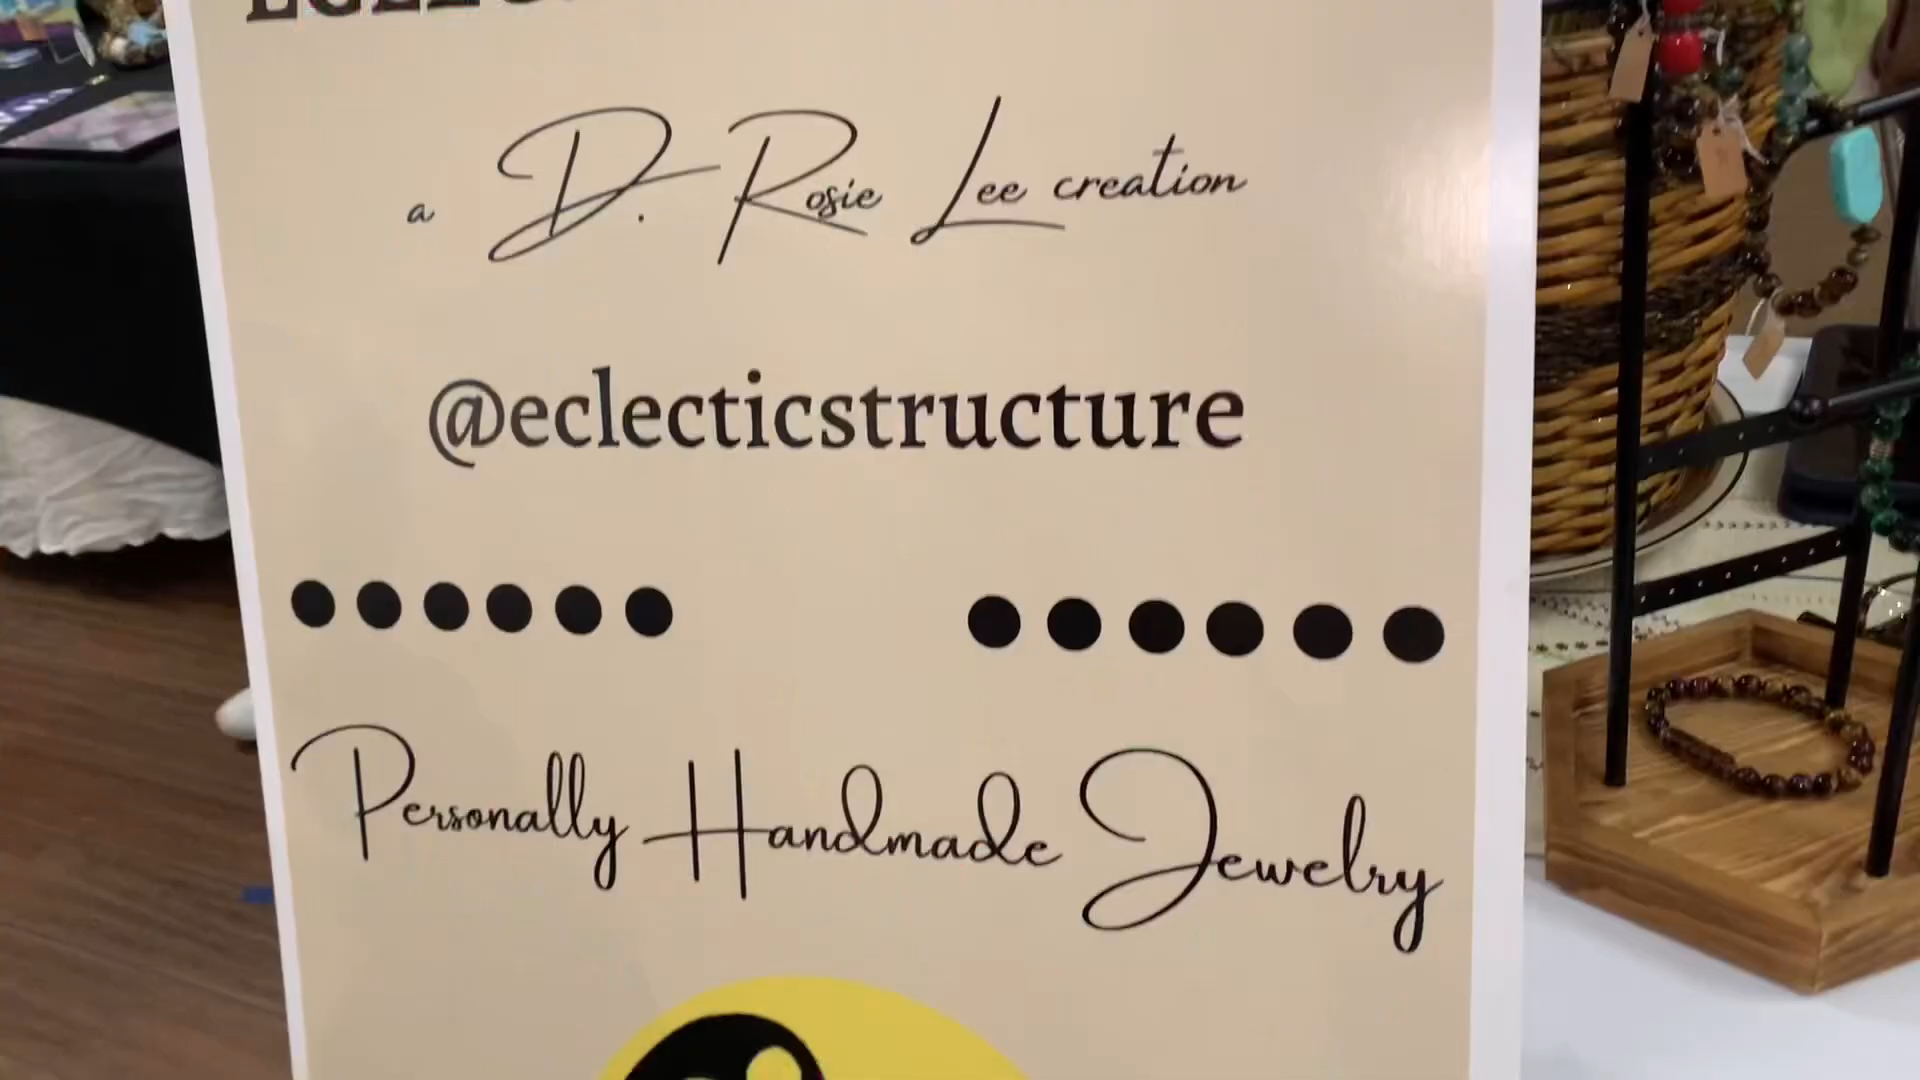 a D. Rosie Lee creation
@eclecticstructure
Personally Handmade Jewelry